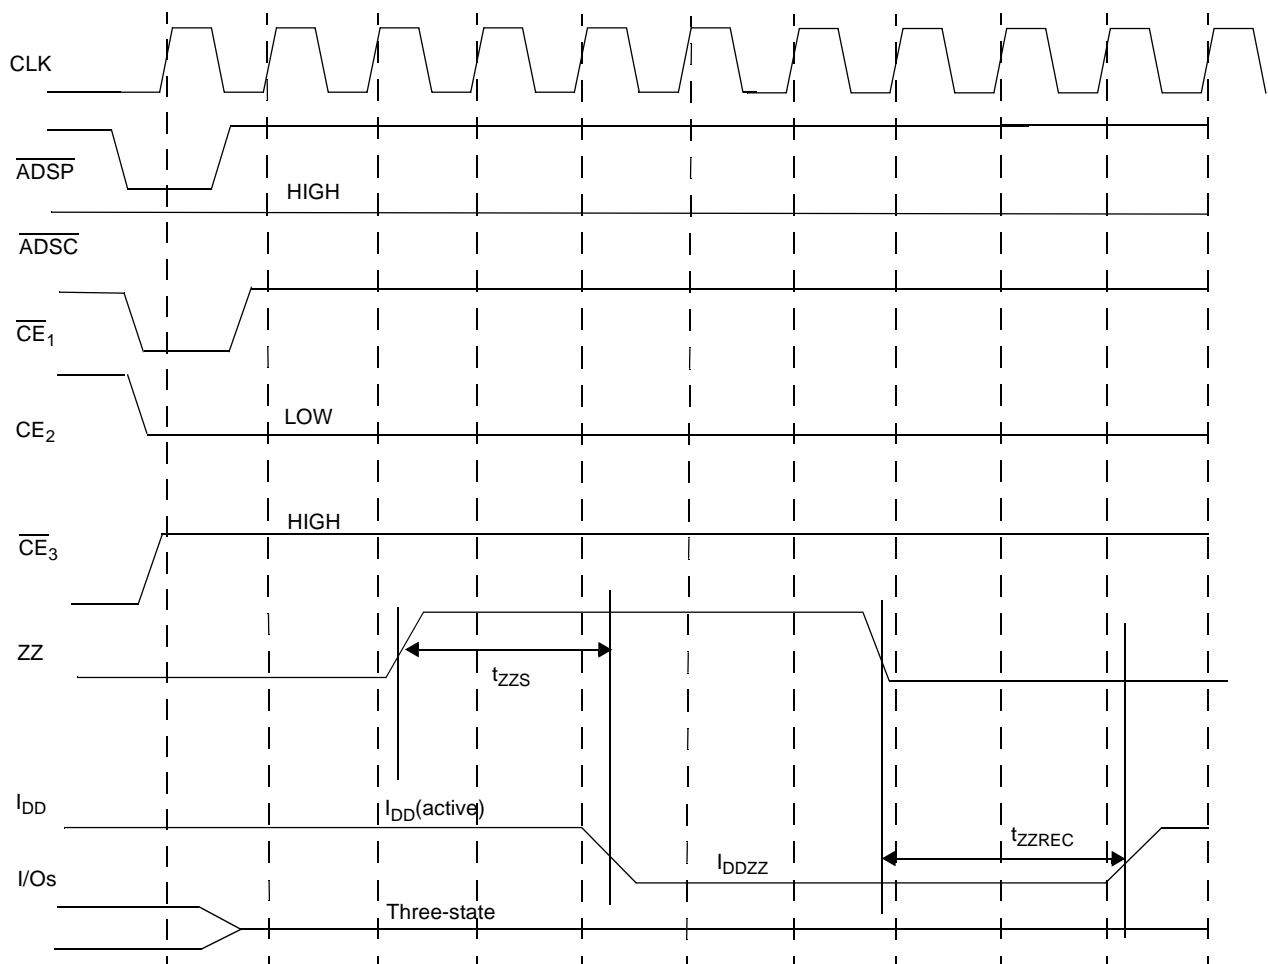 CLK
ADSP
HIGH
ADSC
CE1
LOW
CE2
HIGH
CE3
ZZ
tZZS
IDD
IDD(active)
tZZREC
IDDZZ
I/Os
Three-state